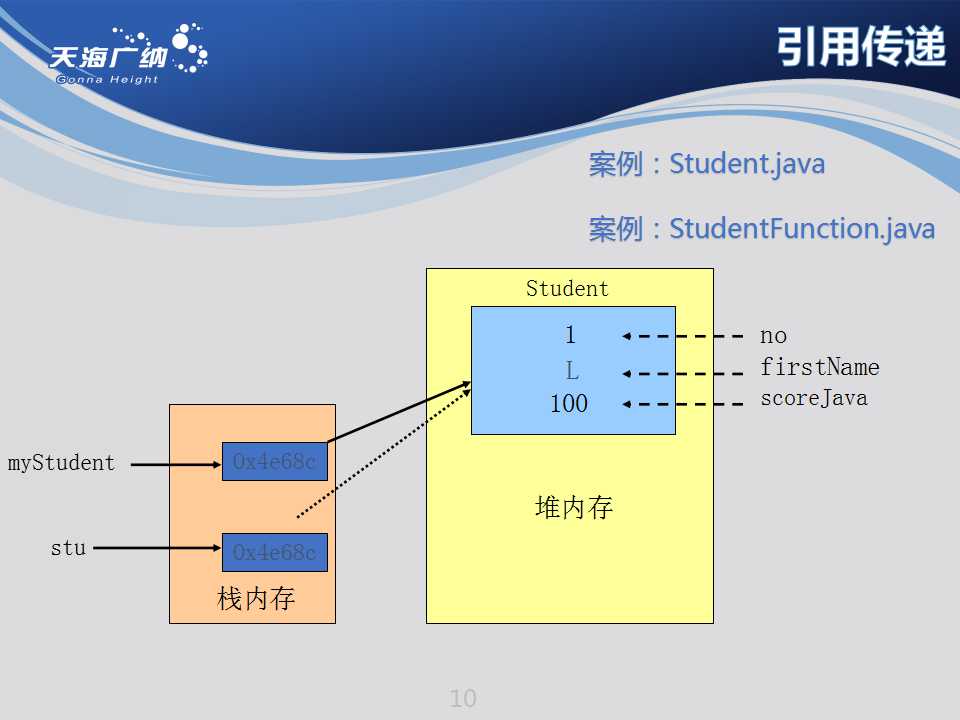 天海广纳
Gonna Height
引用传递
案例：Student.java
案例：StudentFunction.java
Student
1
no
L
firstName
100
scoreJava
myStudent
0x4e68c
堆内存
stu
0x4e68c
栈内存
10